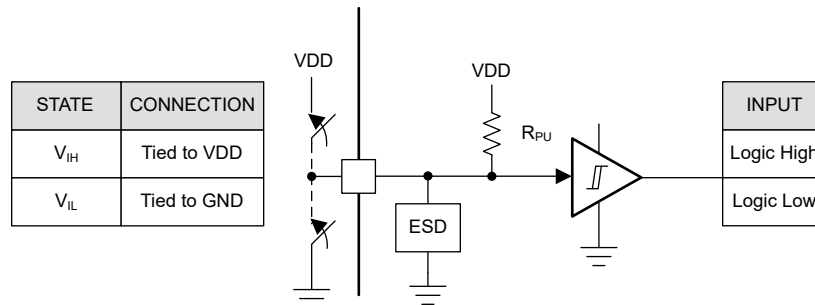 STATE CONNECTION
V_IH Tied to VDD
V_IL Tied to GND
VDD
VDD
R_PU
ESD
INPUT
Logic High
Logic Low